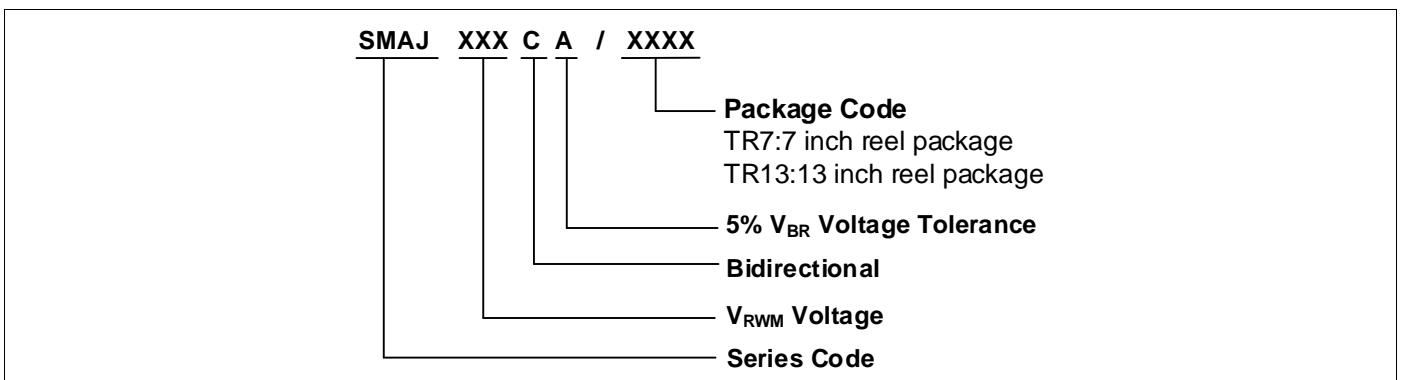 SMAJ XXX C A / XXXX
Package Code
TR7:7 inch reel package
TR13:13 inch reel package
5% VBR Voltage Tolerance
Bidirectional
VRWM Voltage
Series Code